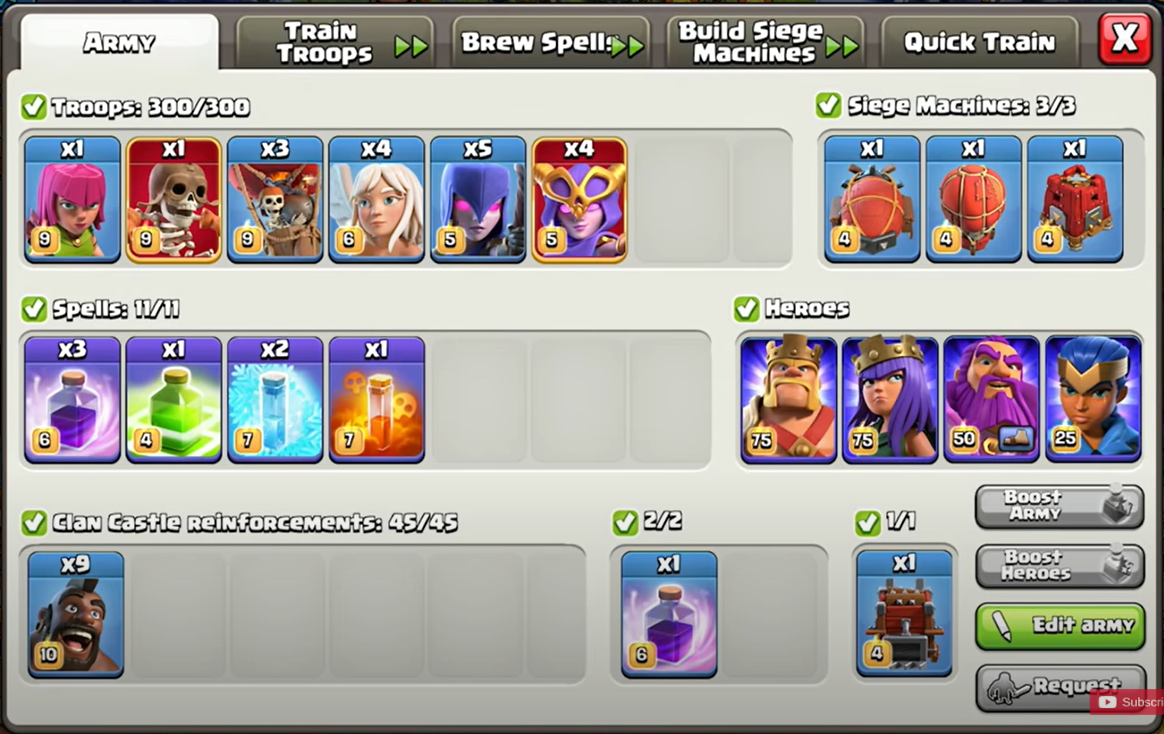 Army
Train
Troops
Brew Spells
Build Siege
Machines
Quick Train
X
Troops: 300/300
Siege Machines: 3/3
x1 x1 x3 x4 x5 x4
x1 x1 x1
9 9 9 6 5 5
4 4 4
Spells: 11/11
Heroes
x3 x1 x2 x1
6 4 7 7
75 75 50 25
Clan Castle reinforcements: 45/45
2/2
1/1
Boost
Army
x9
x1
x1
Boost
Heroes
Edit army
10
6
4
Request
Subscri